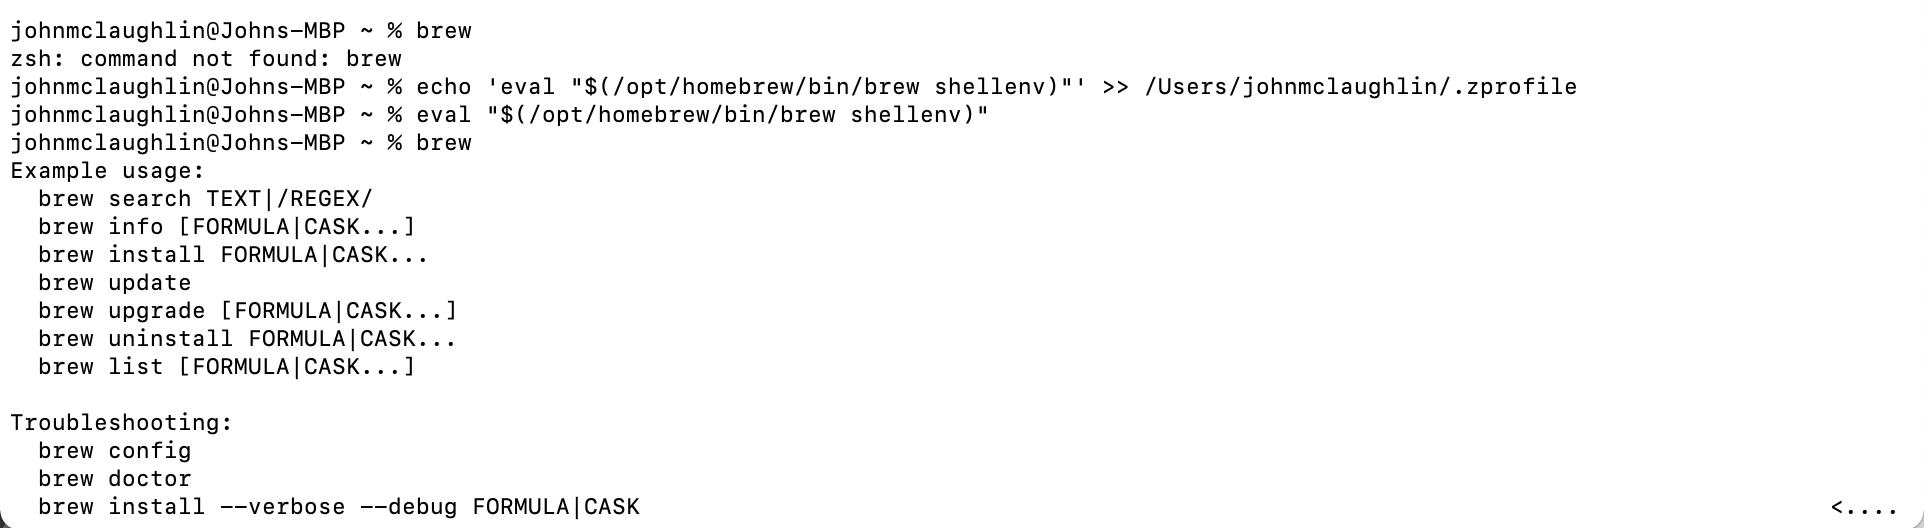 johnmclaughlin@Johns-MBP ~ % brew
zsh: command not found: brew
johnmclaughlin@Johns-MBP ~ % echo 'eval "$(/opt/homebrew/bin/brew shellenv)"' >> /Users/johnmclaughlin/.zprofile
johnmclaughlin@Johns-MBP ~ % eval "$(/opt/homebrew/bin/brew shellenv)"
johnmclaughlin@Johns-MBP ~ % brew
Example usage:
  brew search TEXT|/REGEX/
  brew info [FORMULA|CASK...]
  brew install FORMULA|CASK...
  brew update
  brew upgrade [FORMULA|CASK...]
  brew uninstall FORMULA|CASK...
  brew list [FORMULA|CASK...]

Troubleshooting:
  brew config
  brew doctor
  brew install --verbose --debug FORMULA|CASK <....